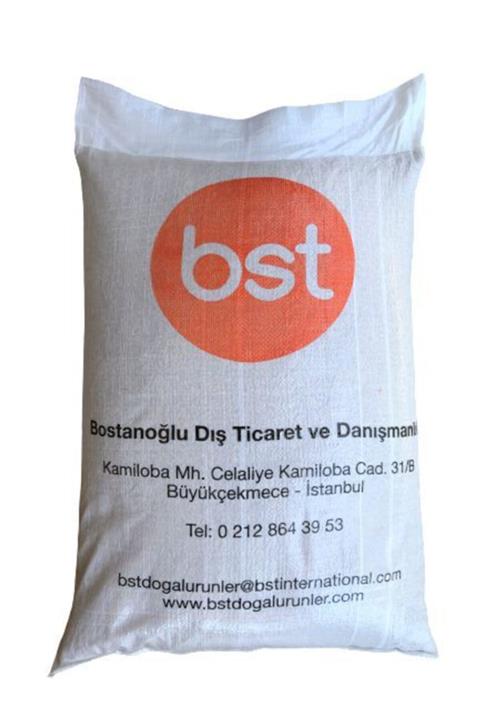 bst
Bostanoğlu Dış Ticaret ve
Kamiloba Mh. Celaliye Kamiloba Cad. 31/B
Büyükçekmece - İstanbul
Tel: 0 212 864 39 53
bstdogalurunler@bstinternational.com
www.bstdogalurunler.com